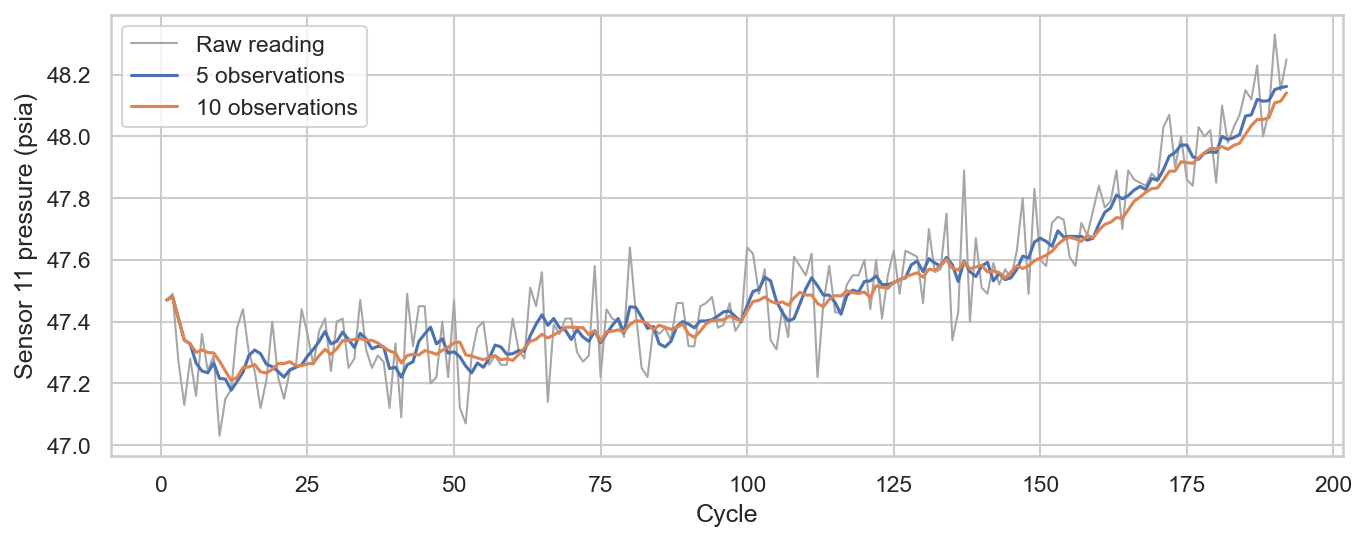 Raw reading
5 observations
10 observations
Sensor 11 pressure (psia)
48.2
48.0
47.8
47.6
47.4
47.2
47.0
0 25 50 75 100 125 150 175 200
Cycle